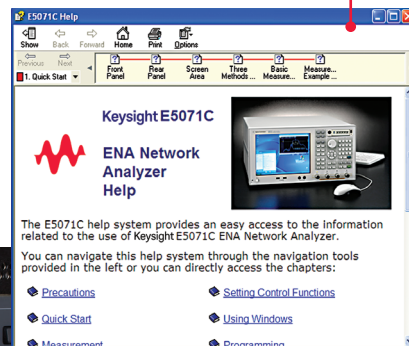 E5071C Help
Show Back Forward Home Print Options
Previous Next
1. Quick Start
Front Panel
Rear Panel
Screen Area
Three Methods ...
Basic Measure...
Measure... Example ...
Keysight E5071C
ENA Network
Analyzer
Help
The E5071C help system provides an easy access to the information
related to the use of Keysight E5071C ENA Network Analyzer.
You can navigate this help system through the navigation tools
provided in the left or you can directly access the chapters:
Precautions
Setting Control Functions
Quick Start
Using Windows
Measurement
Programming